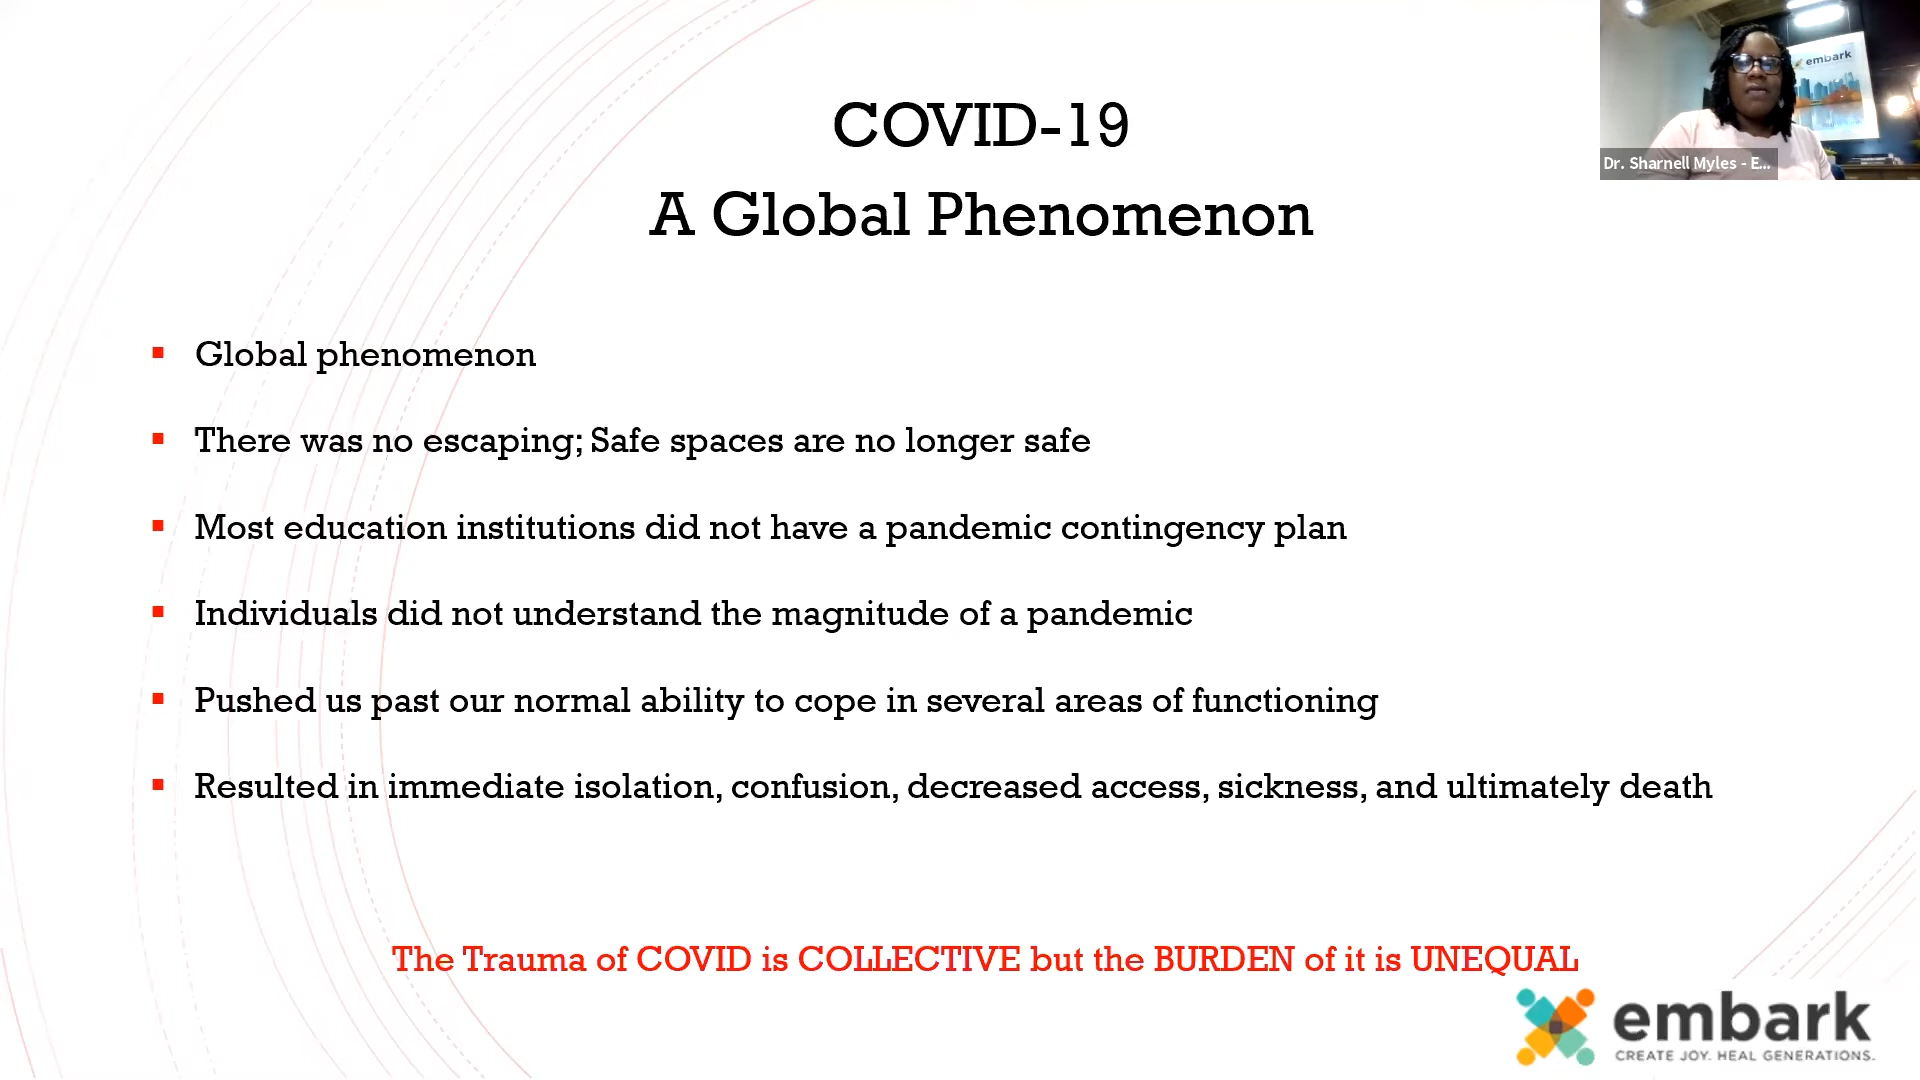 embark
Dr. Sharnell Myles - E...
COVID-19
A Global Phenomenon
Global phenomenon
There was no escaping; Safe spaces are no longer safe
Most education institutions did not have a pandemic contingency plan
Individuals did not understand the magnitude of a pandemic
Pushed us past our normal ability to cope in several areas of functioning
Resulted in immediate isolation, confusion, decreased access, sickness, and ultimately death
The Trauma of COVID is COLLECTIVE but the BURDEN of it is UNEQUAL
embark
CREATE JOY. HEAL GENERATIONS.